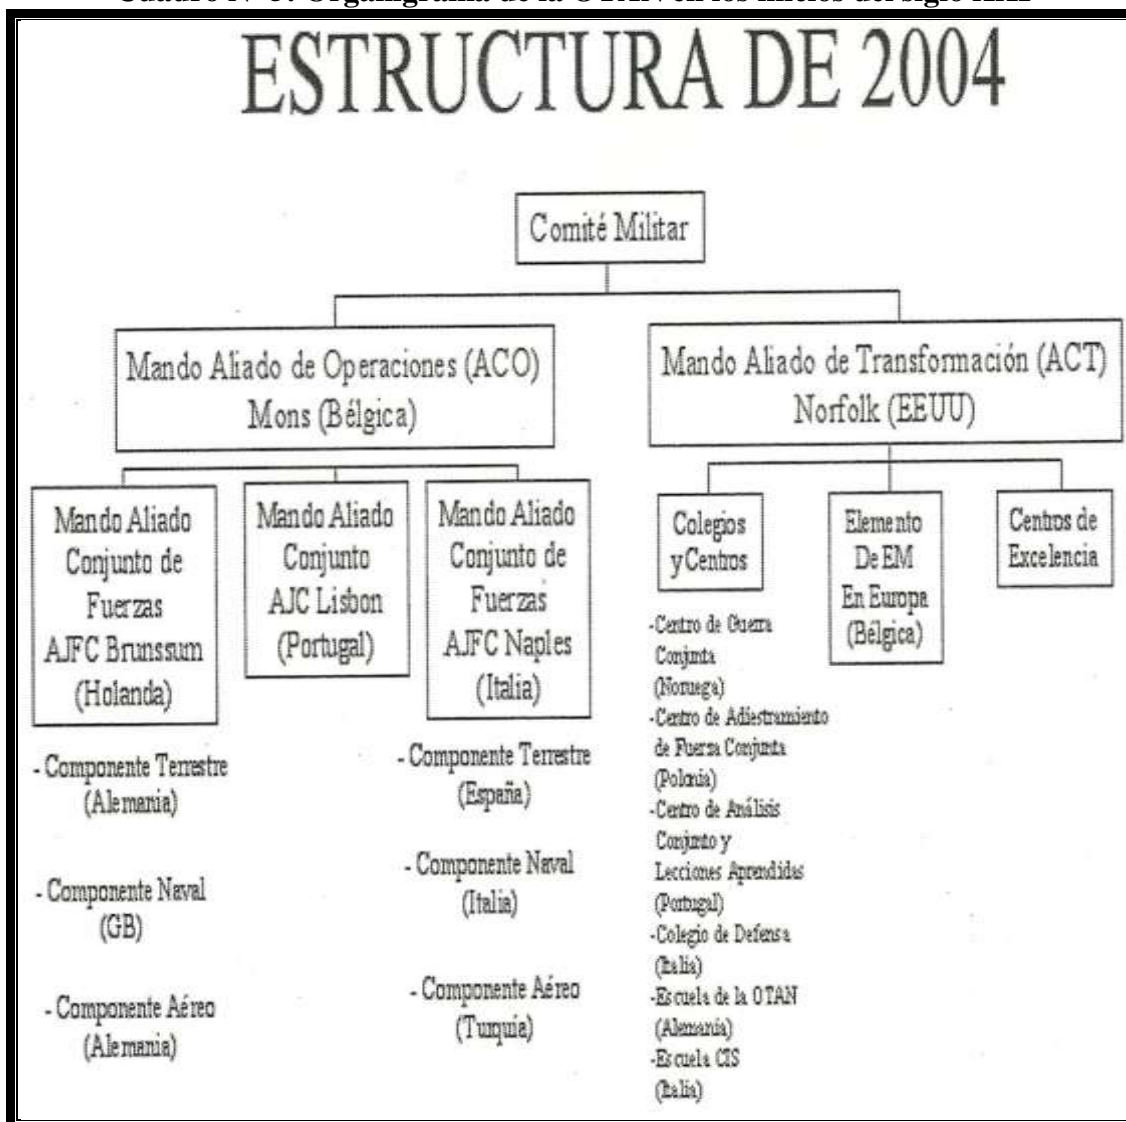 ESTRUCTURA DE 2004
Comité Militar
Mando Aliado de Operaciones (ACO)
Mons (Bélgica)
Mando Aliado de Transformación (ACT)
Norfolk (EEUU)
Mando Aliado
Conjunto de
Fuerzas
AJFC Brunssum
(Holanda)
Mando Aliado
Conjunto
AJC Lisbon
(Portugal)
Mando Aliado
Conjunto de
Fuerzas
AJFC Naples
(Italia)
Colegios
y Centros
Elemento
De EM
En Europa
(Bélgica)
Centros de
Excelencia
- Componente Terrestre
(Alemania)
- Componente Naval
(GB)
- Componente Aéreo
(Alemania)
- Componente Terrestre
(España)
- Componente Naval
(Italia)
- Componente Aéreo
(Turquía)
-Centro de Guerra
Conjunta
(Noruega)
-Centro de Adiestramiento
de Fuerza Conjunta
(Polonia)
-Centro de Análisis
Conjunto y
Lecciones Aprendidas
(Portugal)
-Colegio de Defensa
(Italia)
-Escuela de la OTAN
(Alemania)
-Escuela CIS
(Italia)